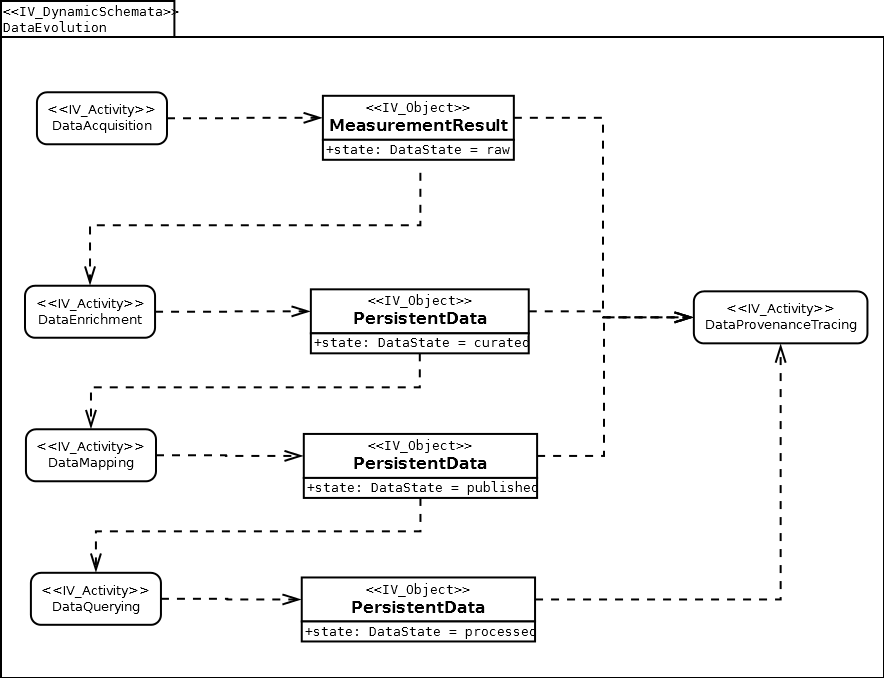 <<IV_DynamicSchemata>>
DataEvolution
<<IV_Activity>>
DataAcquisition
<<IV_Object>>
MeasurementResult
+state: DataState = raw
<<IV_Activity>>
DataEnrichment
<<IV_Object>>
PersistentData
+state: DataState = curated
<<IV_Activity>>
DataProvenanceTracing
<<IV_Activity>>
DataMapping
<<IV_Object>>
PersistentData
+state: DataState = published
<<IV_Activity>>
DataQuerying
<<IV_Object>>
PersistentData
+state: DataState = processed